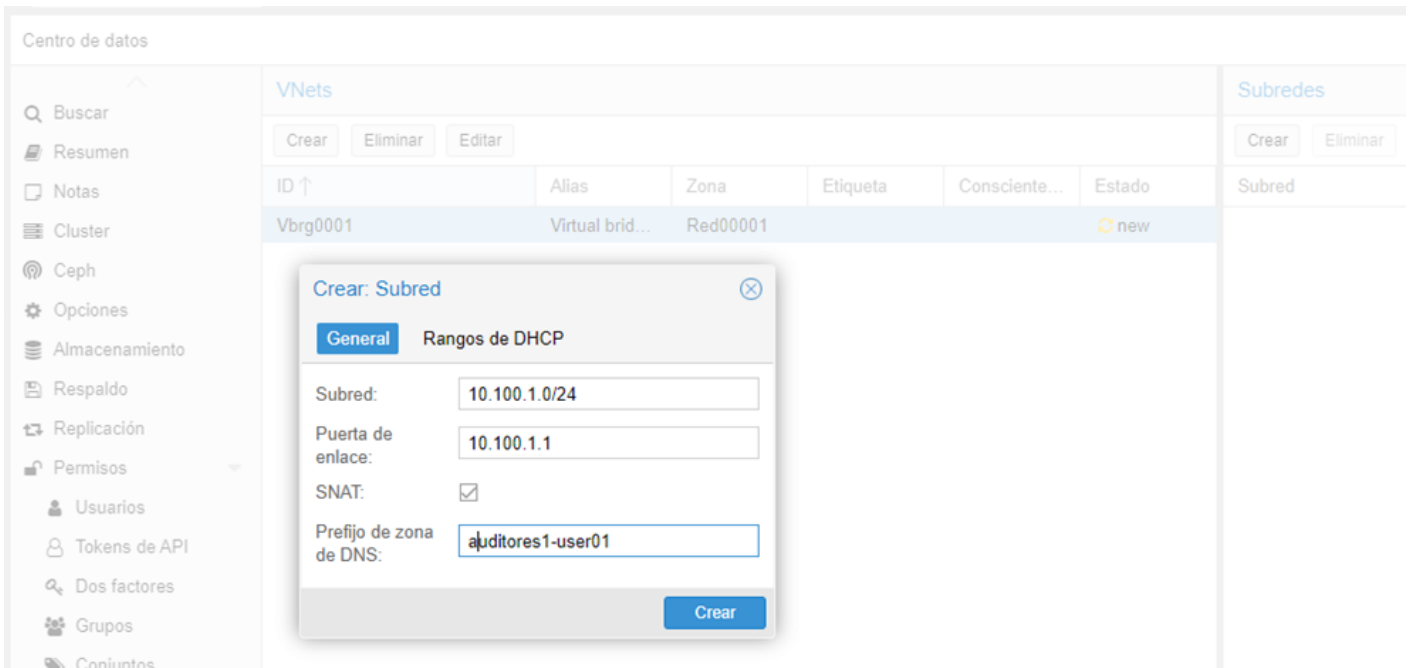 Centro de datos
Buscar
Resumen
Notas
Cluster
Ceph
Opciones
Almacenamiento
Respaldo
Replicación
Permisos
Usuarios
Tokens de API
Dos factores
Grupos
Conjuntos
VNets
Crear Eliminar Editar
ID Alias Zona Etiqueta Consciente... Estado
Vbrg0001 Virtual brid... Red00001 new
Subredes
Crear Eliminar
Subred
Crear: Subred
General Rangos de DHCP
Subred: 10.100.1.0/24
Puerta de
enlace: 10.100.1.1
SNAT:
Prefijo de zona
de DNS: auditores1-user01
Crear